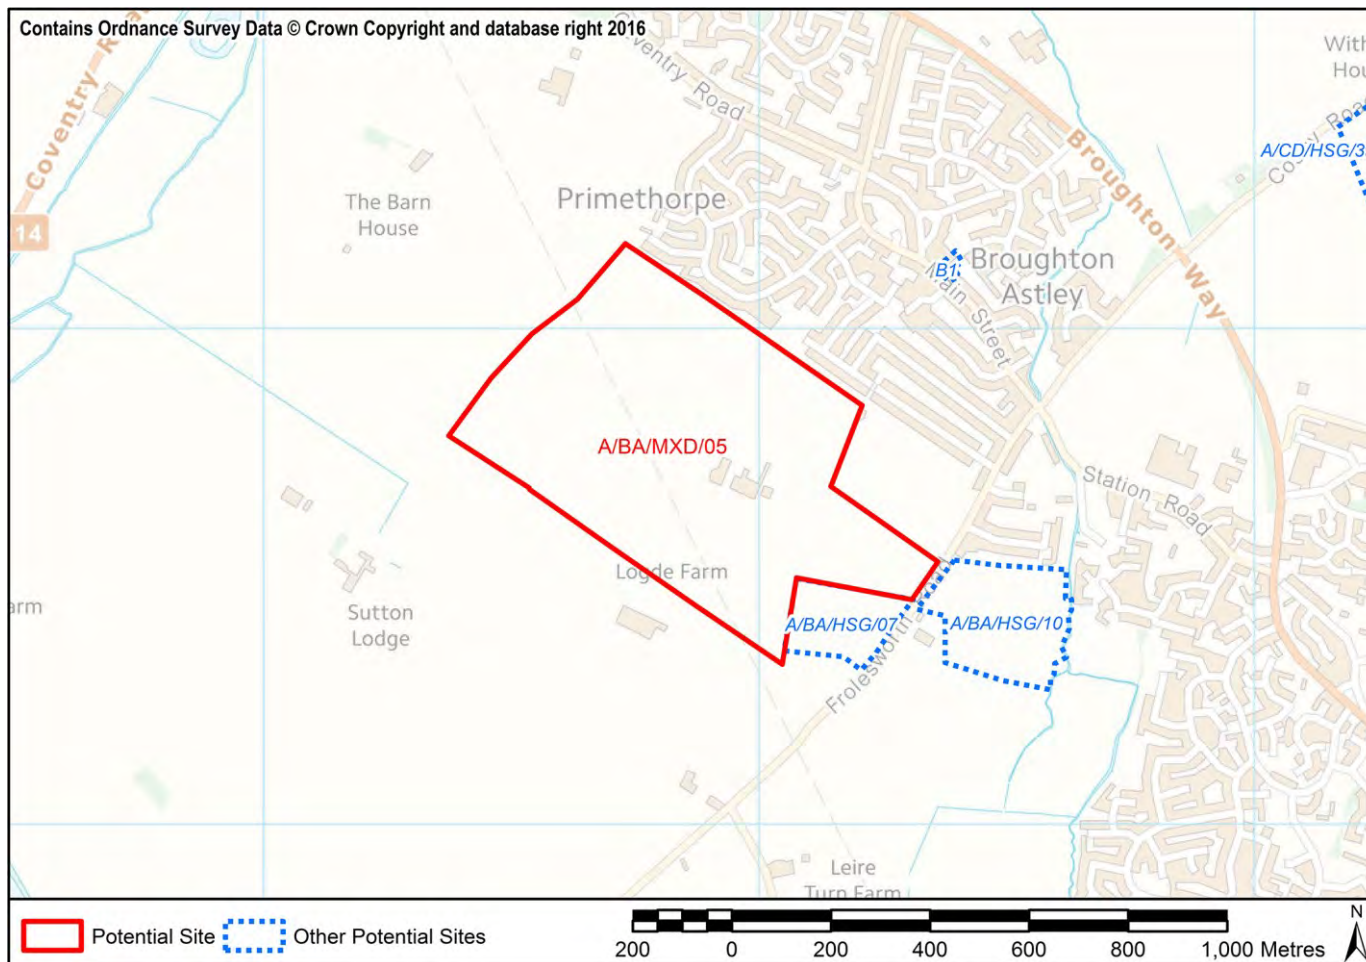 Contains Ordnance Survey Data © Crown Copyright and database right 2016
Coventry Road
Coventry
14
The Barn
House
Primethorpe
Broughton Way
A/CD/HSG/3
B1
Main Street
Broughton
Astley
A/BA/MXD/05
Station Road
Logde Farm
Sutton
Lodge
A/BA/HSG/07
A/BA/HSG/10
Frolesworth
Leire
Turn Farm
Potential Site
Other Potential Sites
200 0 200 400 600 800 1,000 Metres
N